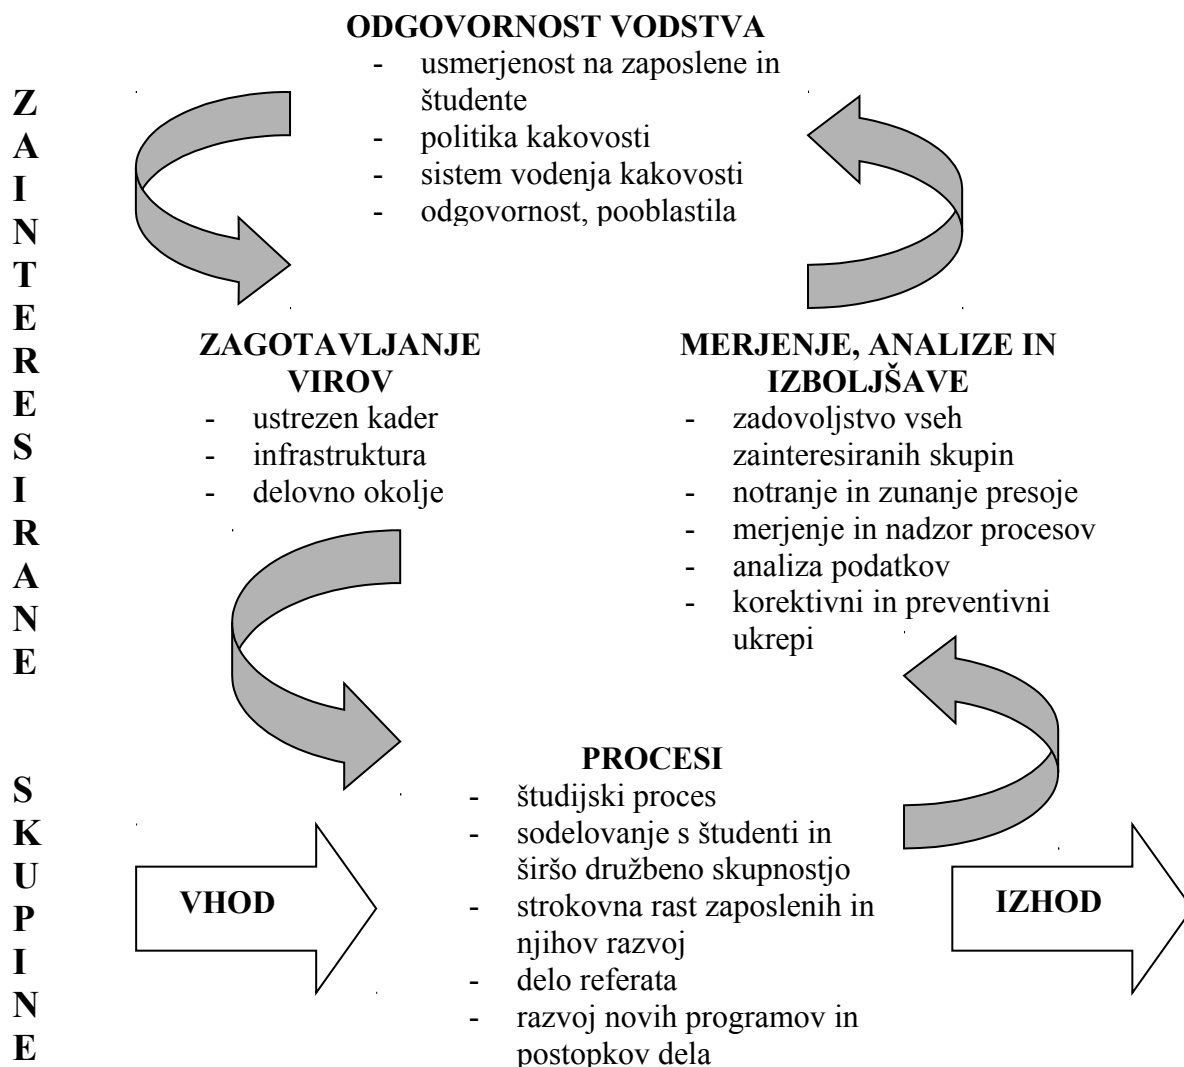 ODGOVORNOST VODSTVA
- usmerjenost na zaposlene in
študente
- politika kakovosti
- sistem vodenja kakovosti
- odgovornost, pooblastila
ZAINTERESIRANE
SKUPINE
ZAGOTAVLJANJE
VIROV
- ustrezen kader
- infrastruktura
- delovno okolje
MERJENJE, ANALIZE IN
IZBOLJŠAVE
- zadovoljstvo vseh
zainteresiranih skupin
- notranje in zunanje presoje
- merjenje in nadzor procesov
- analiza podatkov
- korektivni in preventivni
ukrepi
PROCESI
- študijski proces
- sodelovanje s študenti in
širšo družbeno skupnostjo
- strokovna rast zaposlenih in
njihov razvoj
- delo referata
- razvoj novih programov in
postopkov dela
VHOD
IZHOD